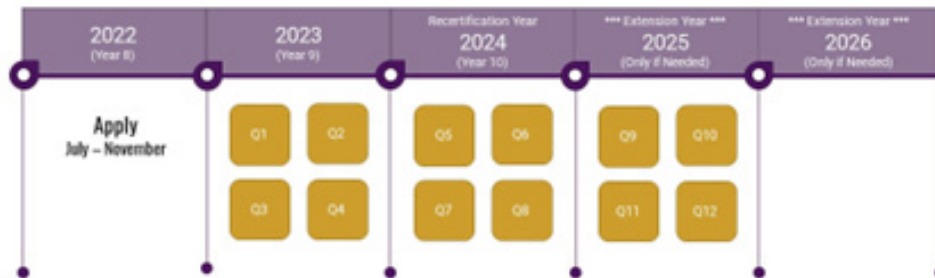 2022
(Year 8)
2023
(Year 9)
Recertification Year
2024
(Year 10)
*** Extension Year ***
2025
(Only if Needed)
*** Extension Year ***
2026
(Only if Needed)
Apply
July – November
Q1 Q2
Q3 Q4
Q5 Q6
Q7 Q8
Q9 Q10
Q11 Q12